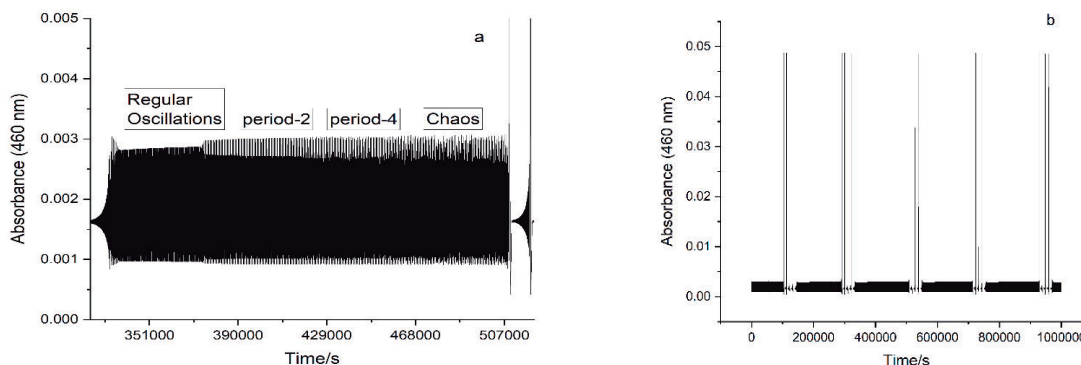 0.005
a
0.004
Regular
Oscillations
period-2
period-4
Chaos
0.003
0.002
0.001
0.000
Absorbance (460 nm)
351000
390000
429000
468000
507000
Time/s
b
0.05
0.04
0.03
0.02
0.01
0.00
Absorbance (460 nm)
0
200000
400000
600000
800000
1000000
Time/s